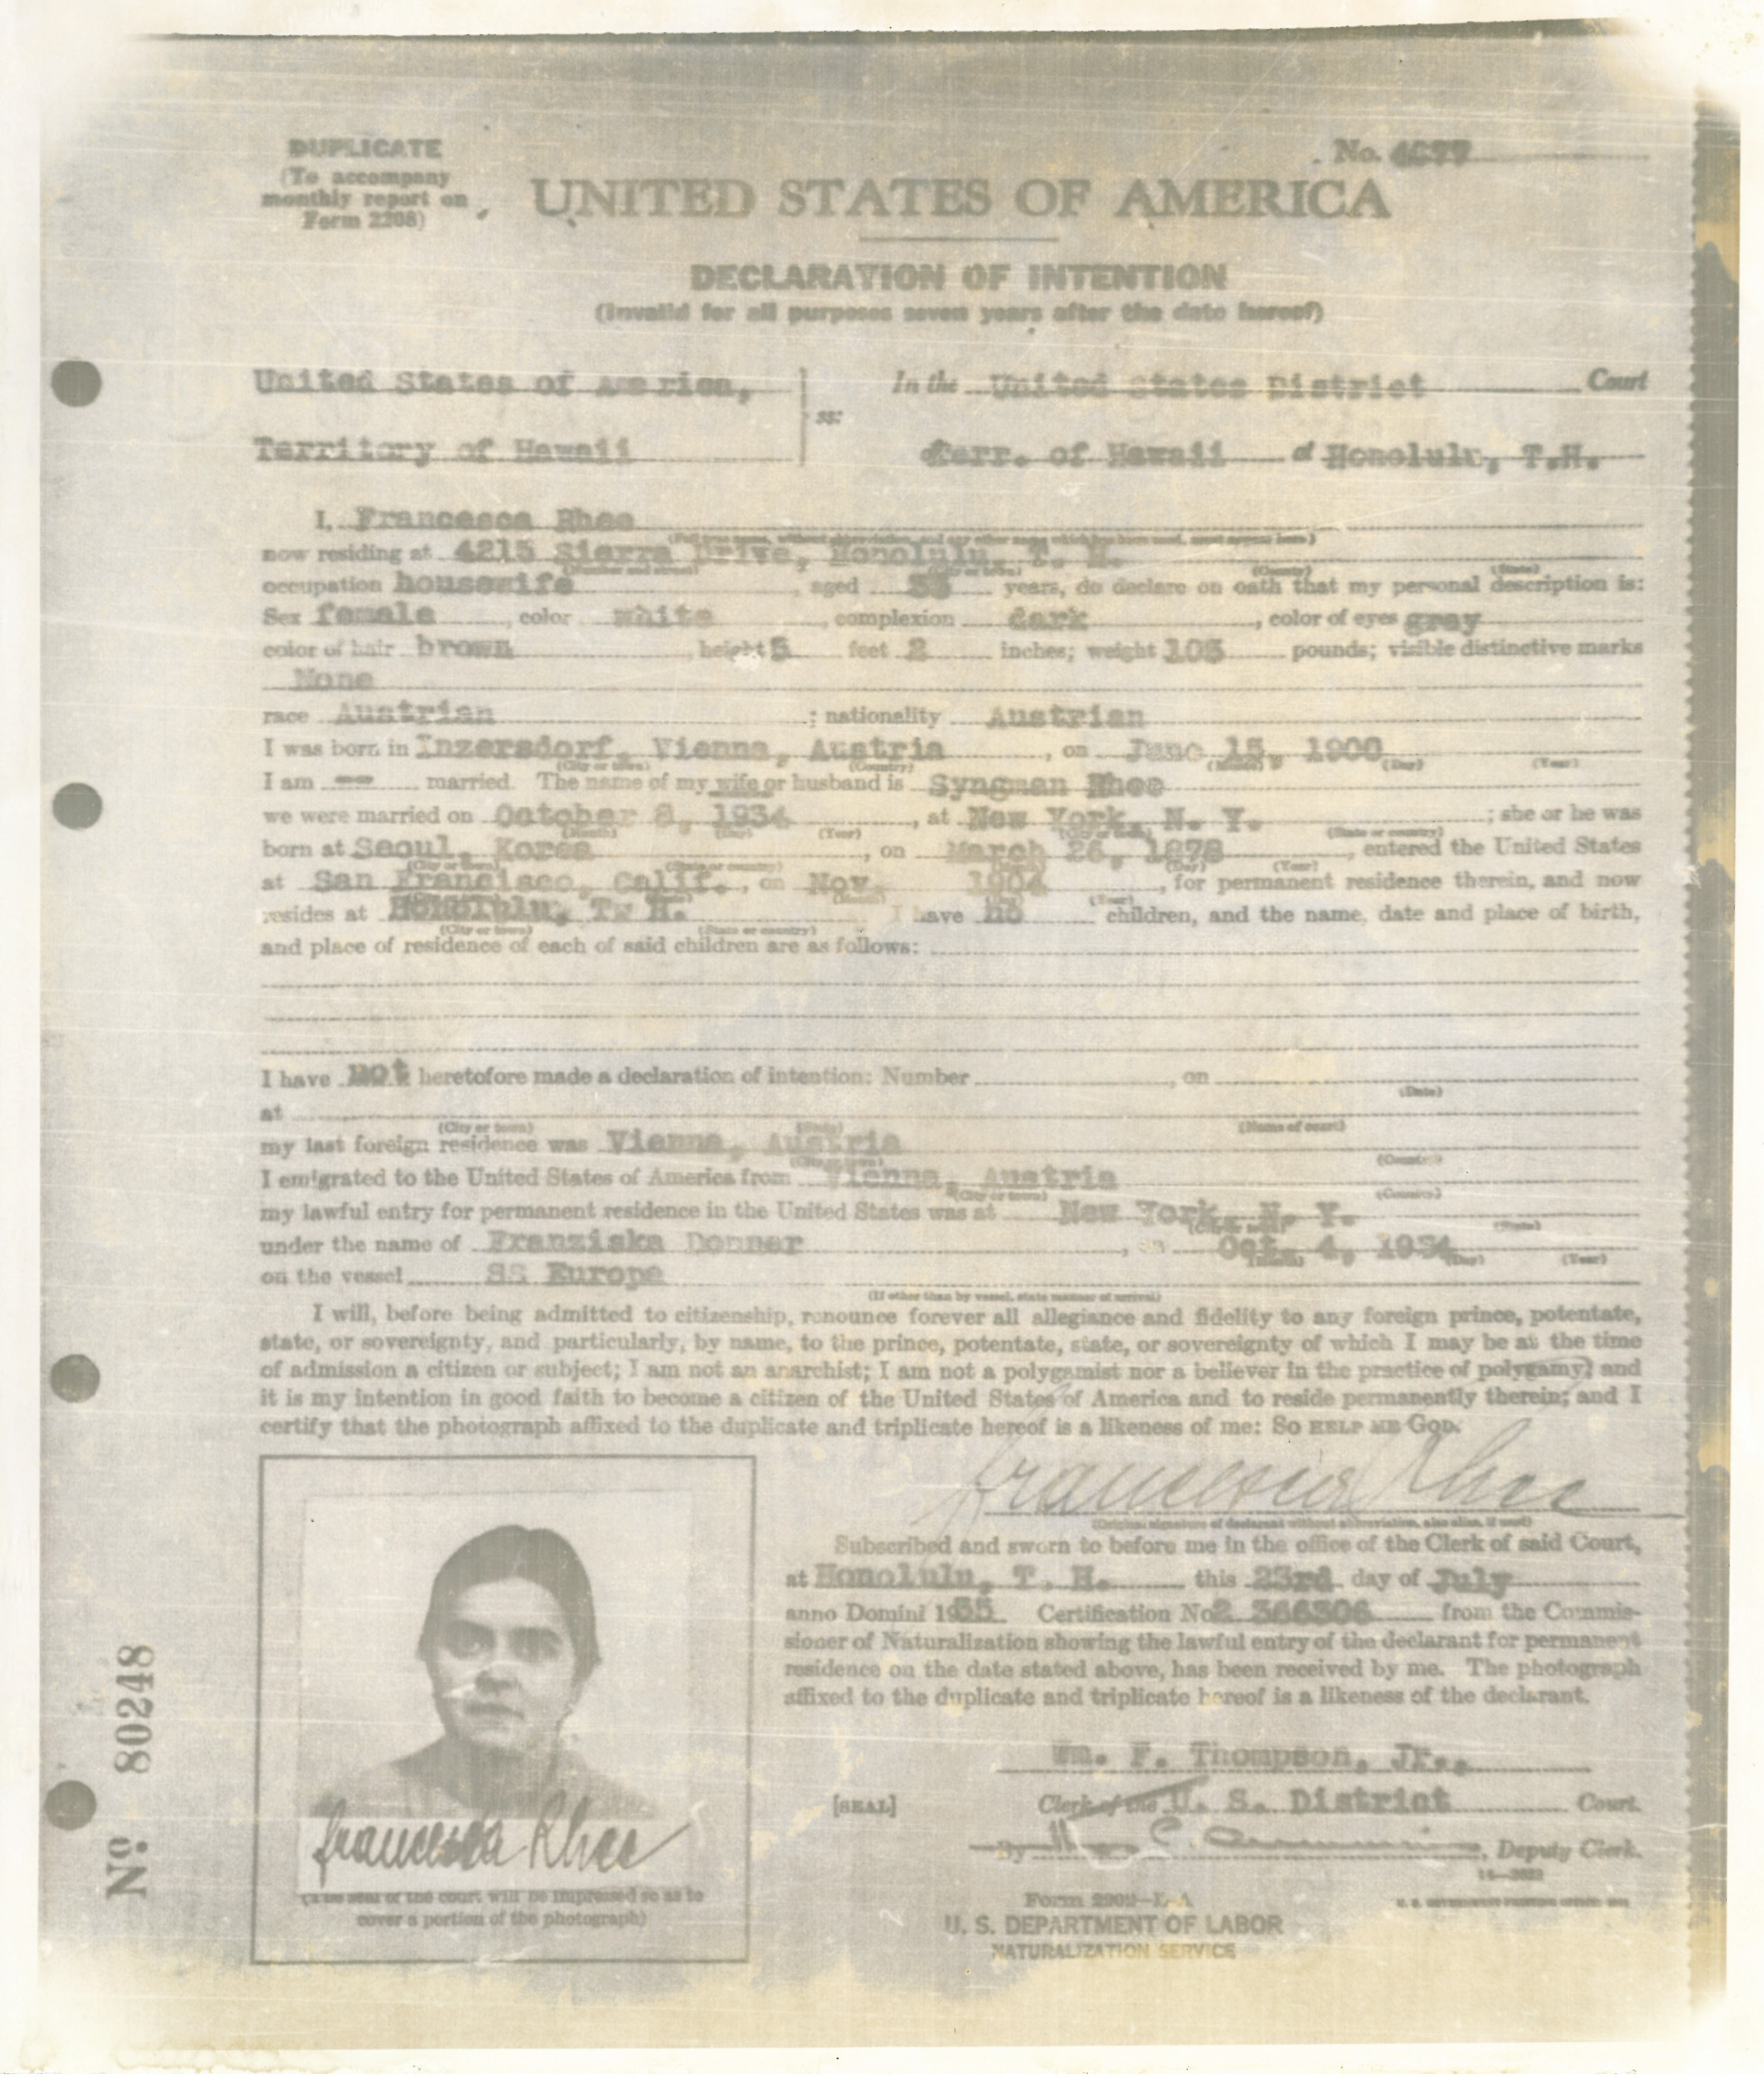 DUPLICATE
(To accompany
monthly report on
Form 2208)
No.
UNITED STATES OF AMERICA
DECLARATION OF INTENTION
(Invalid for all purposes seven years after the date hereof)
United States of America,
Territory of Hawaii
ss:
In the United States District Court
of Terr. of Hawaii at Honolulu, T.H.
I, Francesca Rhee
(Full true name, without abbreviation, and any other name which has been used, must appear here)
now residing at 4215 Sierra Drive, Honolulu, T. H.
(Number and street) (City or town) (County) (State)
occupation housewife, aged years, do declare on oath that my personal description is:
Sex female, color white, complexion dark, color of eyes gray
color of hair brown, height 5 feet 2 inches; weight 105 pounds; visible distinctive marks
None
race Austrian; nationality Austrian
I was born in Inzersdorf, Vienna, Austria, on June 15, 1900
(City or town) (Country) (Month) (Day) (Year)
I am -- married. The name of my wife or husband is Syngman Rhee
we were married on October 8, 1934, at New York, N. Y.; she or he was
(Month) (Day) (Year) (City or town) (State or country)
born at Seoul, Korea, on March 26, 1878, entered the United States
(City or town) (State or country) (Month) (Day) (Year)
at San Francisco, Calif., on Nov. 1904, for permanent residence therein, and now
(City or town) (State) (Month) (Day) (Year)
resides at Honolulu, T. H. I have no children, and the name, date and place of birth,
(City or town) (State or country)
and place of residence of each of said children are as follows:
I have not heretofore made a declaration of intention: Number, on
(Date)
at
(City or town) (State) (Name of court)
my last foreign residence was Vienna, Austria
(City or town) (Country)
I emigrated to the United States of America from Vienna, Austria
(City or town) (Country)
my lawful entry for permanent residence in the United States was at New York, N. Y.
(City or town) (State)
under the name of Franziska Donner, on Oct. 4, 1934
(Month) (Day) (Year)
on the vessel SS Europa
(If other than by vessel, state manner of arrival)
I will, before being admitted to citizenship, renounce forever all allegiance and fidelity to any foreign prince, potentate,
state, or sovereignty, and particularly, by name, to the prince, potentate, state, or sovereignty of which I may be at the time
of admission a citizen or subject; I am not an anarchist; I am not a polygamist nor a believer in the practice of polygamy; and
it is my intention in good faith to become a citizen of the United States of America and to reside permanently therein; and I
certify that the photograph affixed to the duplicate and triplicate hereof is a likeness of me: SO HELP ME GOD.
Francesca Rhee
(Original signature of declarant without abbreviation, also alias, if used)
Subscribed and sworn to before me in the office of the Clerk of said Court,
at Honolulu, T. H. this 23rd day of July
anno Domini 1935 Certification No 2 366306 from the Commis-
sioner of Naturalization showing the lawful entry of the declarant for permanent
residence on the date stated above, has been received by me. The photograph
affixed to the duplicate and triplicate hereof is a likeness of the declarant.
Wm. F. Thompson, Jr.,
[SEAL]
Clerk of the U. S. District Court.
By, Deputy Clerk.
Francesca Rhee
(The seal of the court will be impressed so as to
cover a portion of the photograph)
No. 80248
U. S. DEPARTMENT OF LABOR
NATURALIZATION SERVICE
U. S. GOVERNMENT PRINTING OFFICE